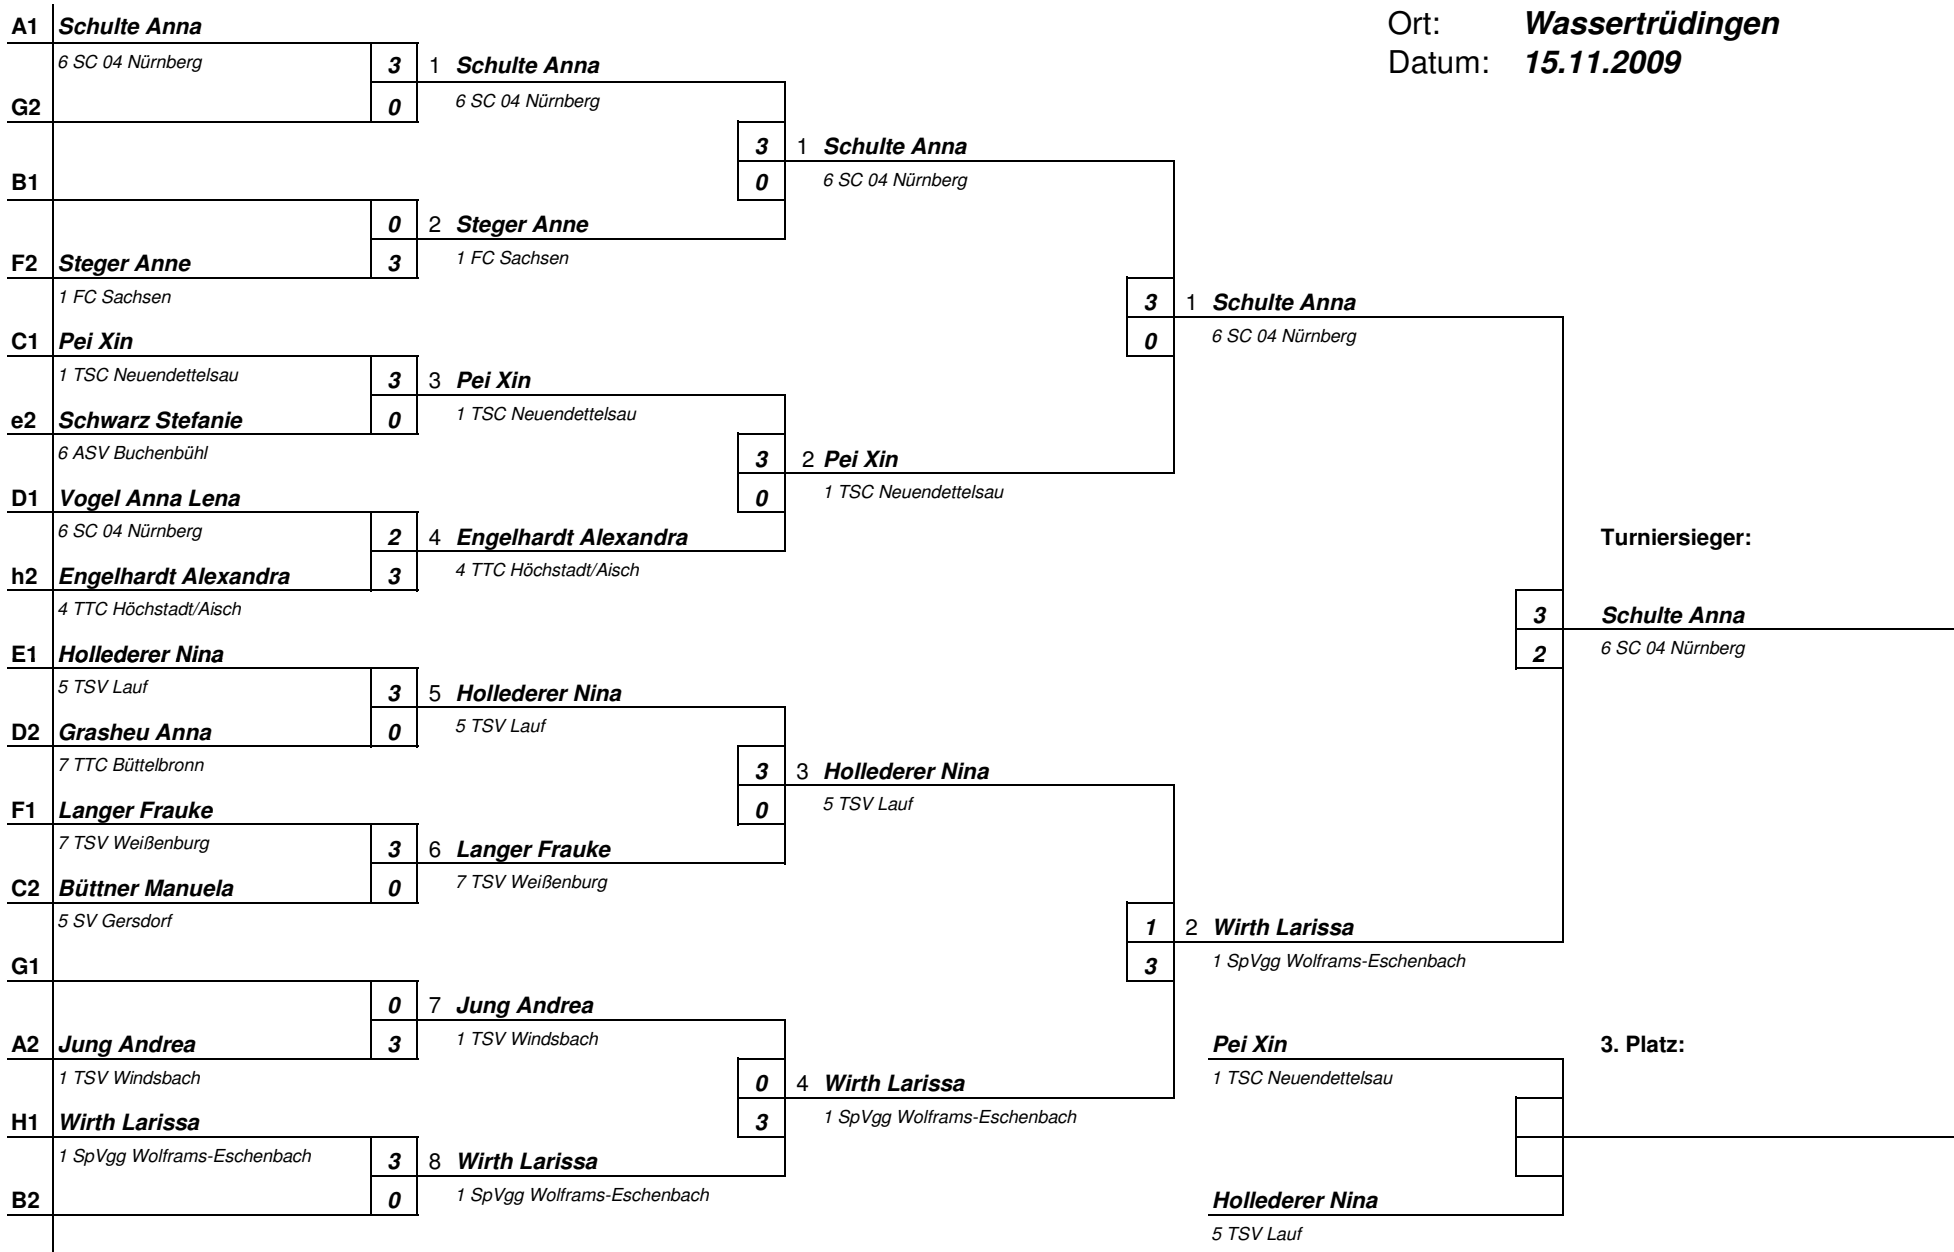 Ort: Wassertrüdingen
Datum: 15.11.2009
A1 Schulte Anna
6 SC 04 Nürnberg 3 1 Schulte Anna
G2 0 6 SC 04 Nürnberg
3 1 Schulte Anna
B1 0 6 SC 04 Nürnberg
0 2 Steger Anne
F2 Steger Anne 3 1 FC Sachsen
1 FC Sachsen 3 1 Schulte Anna
C1 Pei Xin 0 6 SC 04 Nürnberg
1 TSC Neuendettelsau 3 3 Pei Xin
e2 Schwarz Stefanie 0 1 TSC Neuendettelsau
6 ASV Buchenbühl 3 2 Pei Xin
D1 Vogel Anna Lena 0 1 TSC Neuendettelsau
6 SC 04 Nürnberg 2 4 Engelhardt Alexandra Turniersieger:
h2 Engelhardt Alexandra 3 4 TTC Höchstadt/Aisch
4 TTC Höchstadt/Aisch 3 Schulte Anna
E1 Hollederer Nina 2 6 SC 04 Nürnberg
5 TSV Lauf 3 5 Hollederer Nina
D2 Grasheu Anna 0 5 TSV Lauf
7 TTC Büttelbronn 3 3 Hollederer Nina
F1 Langer Frauke 0 5 TSV Lauf
7 TSV Weißenburg 3 6 Langer Frauke
C2 Büttner Manuela 0 7 TSV Weißenburg
5 SV Gersdorf 1 2 Wirth Larissa
G1 3 1 SpVgg Wolframs-Eschenbach
0 7 Jung Andrea
A2 Jung Andrea 3 1 TSV Windsbach Pei Xin 3. Platz:
1 TSV Windsbach 0 4 Wirth Larissa 1 TSC Neuendettelsau
H1 Wirth Larissa 3 1 SpVgg Wolframs-Eschenbach
1 SpVgg Wolframs-Eschenbach 3 8 Wirth Larissa
B2 0 1 SpVgg Wolframs-Eschenbach Hollederer Nina
5 TSV Lauf